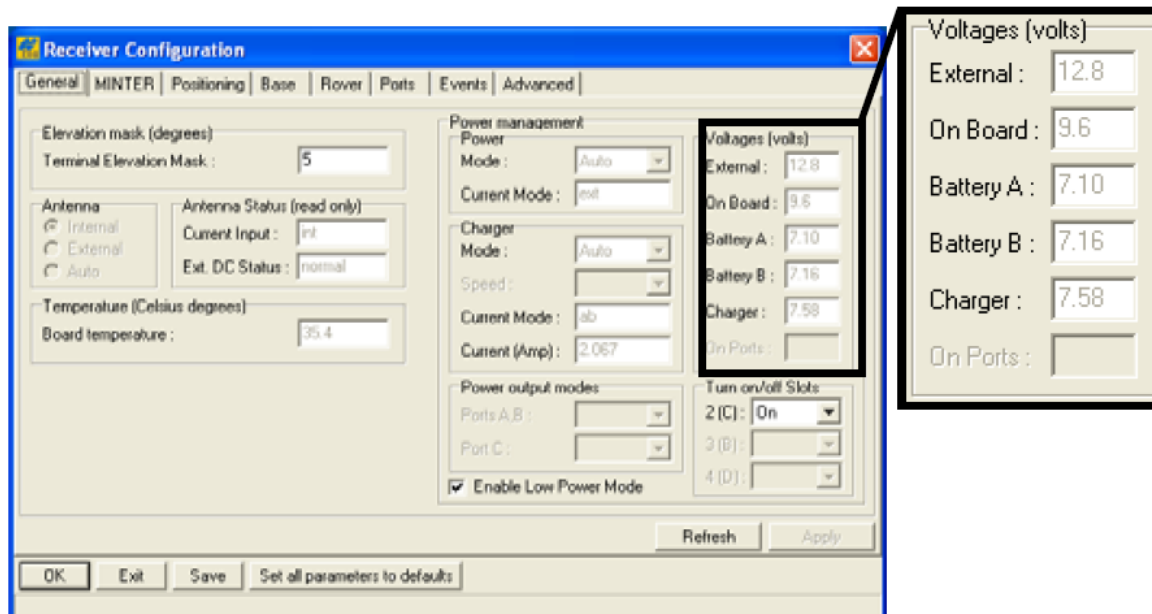 Receiver Configuration
General MINTER Positioning Base Rover Ports Events Advanced
Elevation mask (degrees)
Terminal Elevation Mask : 5
Antenna
Internal
External
Auto
Antenna Status (read only)
Current Input : int
Ext. DC Status : normal
Temperature (Celsius degrees)
Board temperature : 35.4
Power management
Power
Mode : Auto
Current Mode : ext
Charger
Mode : Auto
Speed :
Current Mode : ab
Current (Amp) : 2.067
Power output modes
Ports A,B :
Port C :
Enable Low Power Mode
Voltages (volts)
External : 12.8
On Board : 9.6
Battery A : 7.10
Battery B : 7.16
Charger : 7.58
On Ports :
Turn on/off Slots
2 (C) : On
3 (B) :
4 (D) :
Refresh Apply
OK Exit Save Set all parameters to defaults
Voltages (volts)
External : 12.8
On Board : 9.6
Battery A : 7.10
Battery B : 7.16
Charger : 7.58
On Ports :